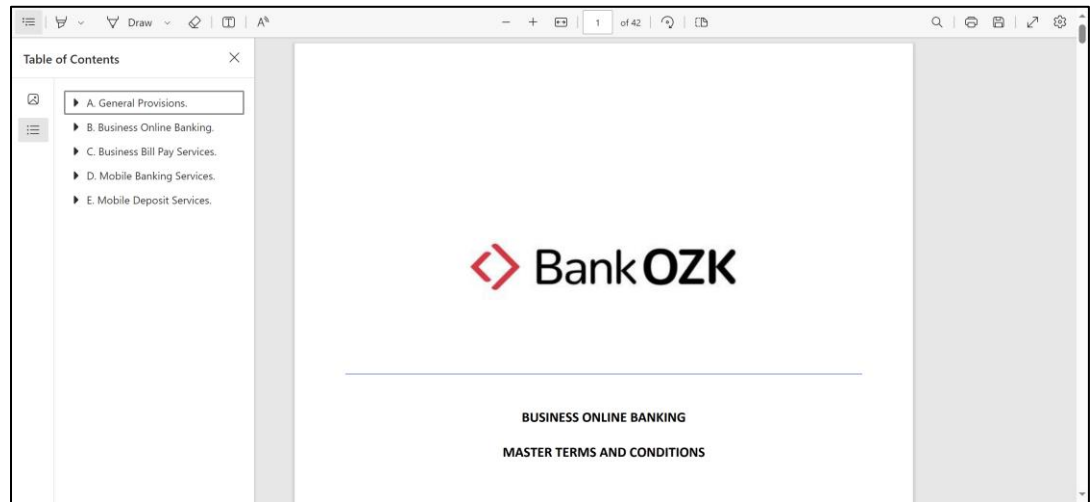 Draw
1 of 42
Table of Contents
A. General Provisions.
B. Business Online Banking.
C. Business Bill Pay Services.
D. Mobile Banking Services.
E. Mobile Deposit Services.
Bank OZK
BUSINESS ONLINE BANKING
MASTER TERMS AND CONDITIONS